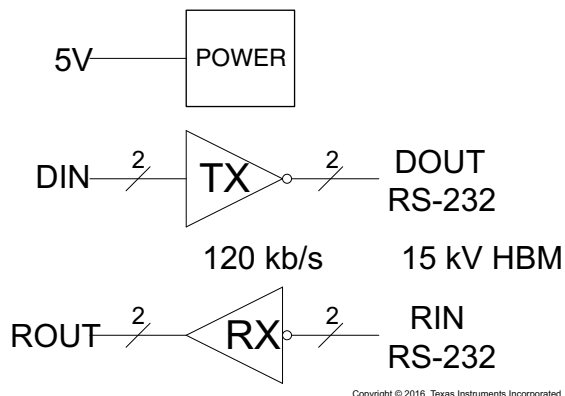 5V
POWER
2
2
DIN
TX
DOUT
RS-232
120 kb/s
15 kV HBM
2
2
ROUT
RX
RIN
RS-232
Copyright © 2016, Texas Instruments Incorporated